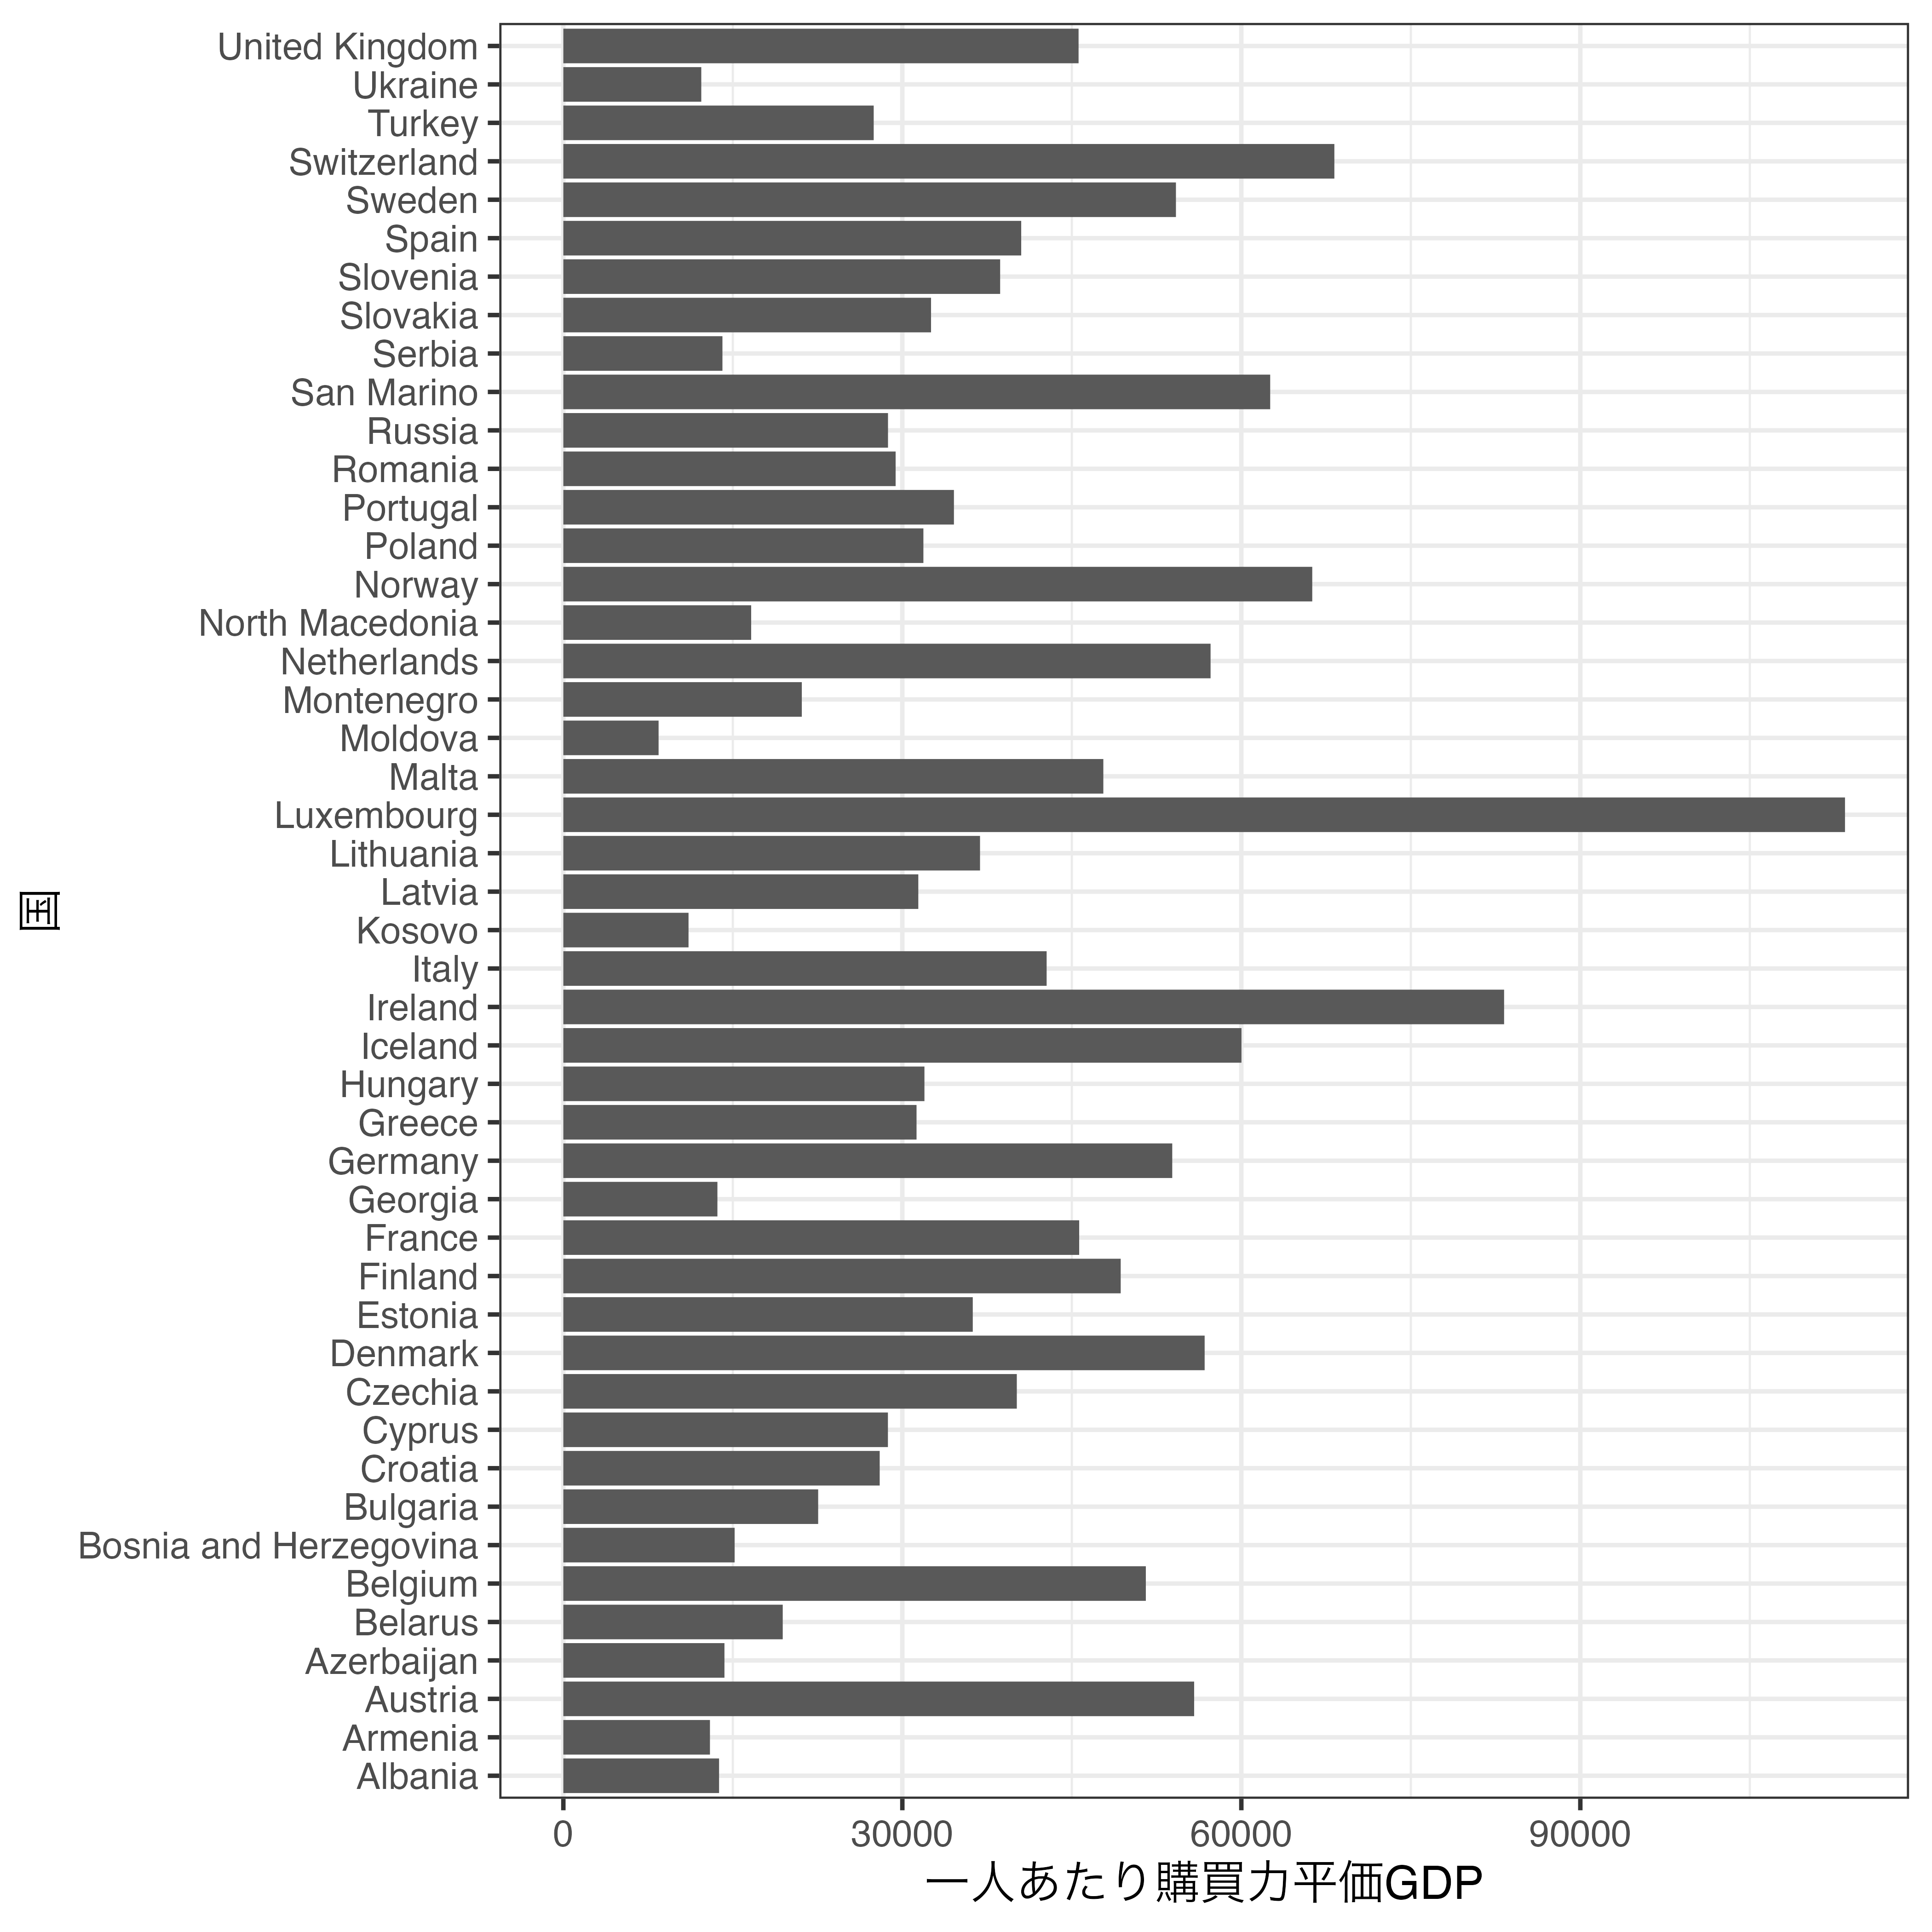 United Kingdom
Ukraine
Turkey
Switzerland
Sweden
Spain
Slovenia
Slovakia
Serbia
San Marino
Russia
Romania
Portugal
Poland
Norway
North Macedonia
Netherlands
Montenegro
Moldova
Malta
Luxembourg
Lithuania
Latvia
Kosovo
Italy
Ireland
Iceland
Hungary
Greece
Germany
Georgia
France
Finland
Estonia
Denmark
Czechia
Cyprus
Croatia
Bulgaria
Bosnia and Herzegovina
Belgium
Belarus
Azerbaijan
Austria
Armenia
Albania
国
0 30000 60000 90000
一人あたり購買力平価GDP